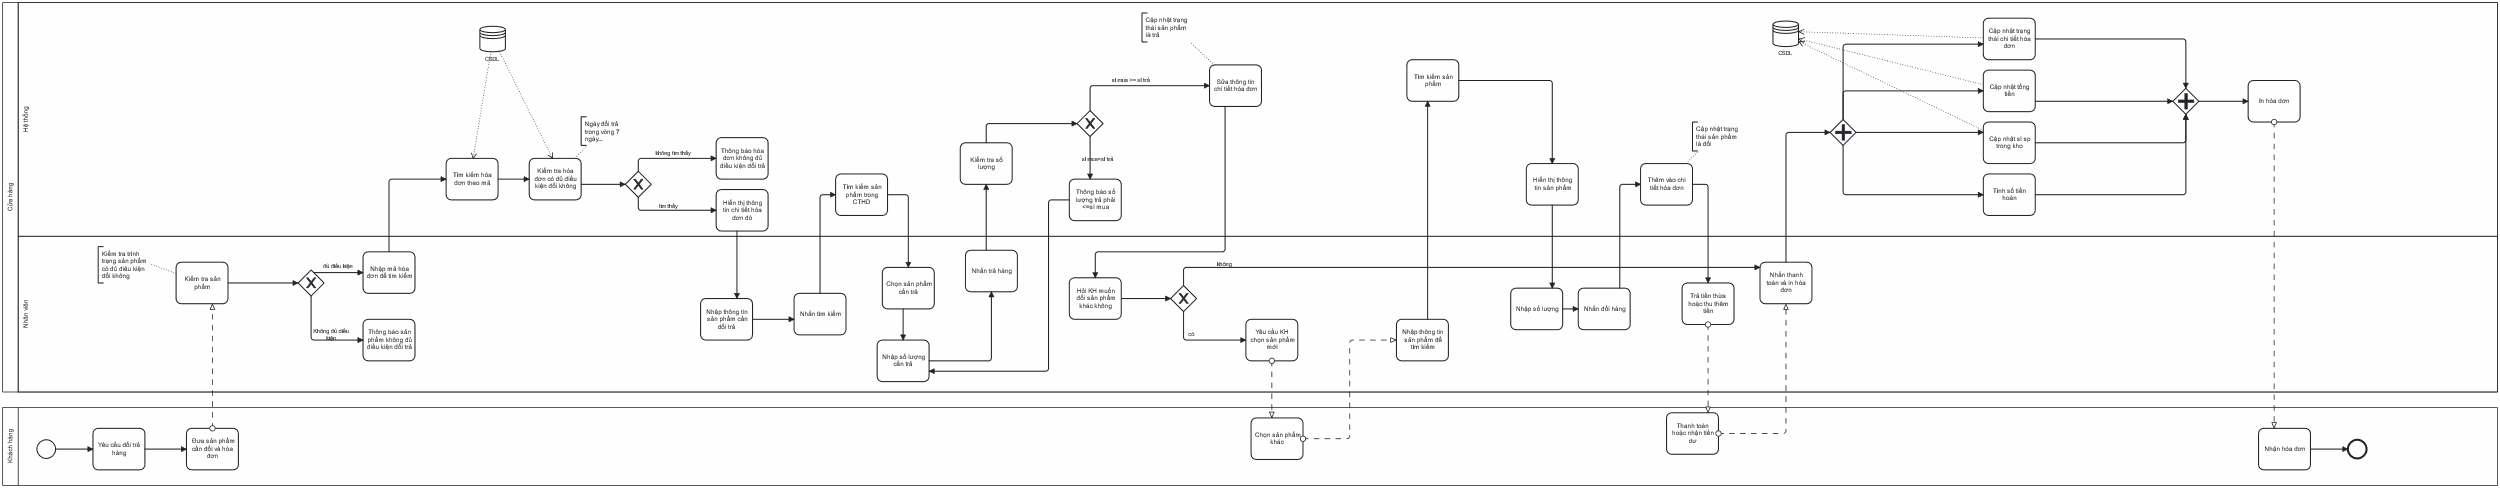 Cửa hàng
Hệ thống
CSDL
Ngày đổi trả
trong vòng 7
ngày...
Tìm kiếm hóa
đơn theo mã
Kiểm tra hóa
đơn có đủ điều
kiện đổi không
không tìm thấy
tìm thấy
Thông báo hóa
đơn không đủ
điều kiện đổi trả
Hiển thị thông
tin chi tiết hóa
đơn đó
Tìm kiếm sản
phẩm trong
CTHD
Kiểm tra số
lượng
sl mua >= sl trả
sl mua<sl trả
Thông báo số
lượng trả phải
<=sl mua
Cập nhật trạng
thái sản phẩm
là trả
Sửa thông tin
chi tiết hóa đơn
Tìm kiếm sản
phẩm
Hiển thị thông
tin sản phẩm
Cập nhật trạng
thái sản phẩm
là đổi
Thêm vào chi
tiết hóa đơn
CSDL
Cập nhật trạng
thái chi tiết hóa
đơn
Cập nhật tổng
tiền
Cập nhật sl sp
trong kho
Tính số tiền
hoàn
In hóa đơn
Nhân viên
Kiểm tra trình
trạng sản phẩm
có đủ điều kiện
đổi không
Kiểm tra sản
phẩm
đủ điều kiện
Không đủ điều
kiện
Nhập mã hóa
đơn để tìm kiếm
Thông báo sản
phẩm không đủ
điều kiện đổi trả
Nhập thông tin
sản phẩm cần
đổi trả
Nhấn tìm kiếm
Chọn sản phẩm
cần trả
Nhập số lượng
cần trả
Nhấn trả hàng
Hỏi KH muốn
đổi sản phẩm
khác không
không
có
Yêu cầu KH
chọn sản phẩm
mới
Nhập thông tin
sản phẩm để
tìm kiếm
Nhập số lượng
Nhấn đổi hàng
Trả tiền thừa
hoặc thu thêm
tiền
Nhấn thanh
toán và in hóa
đơn
Khách hàng
Yêu cầu đổi trả
hàng
Đưa sản phẩm
cần đổi và hóa
đơn
Chọn sản phẩm
khác
Thanh toán
hoặc nhận tiền
dư
Nhận hóa đơn